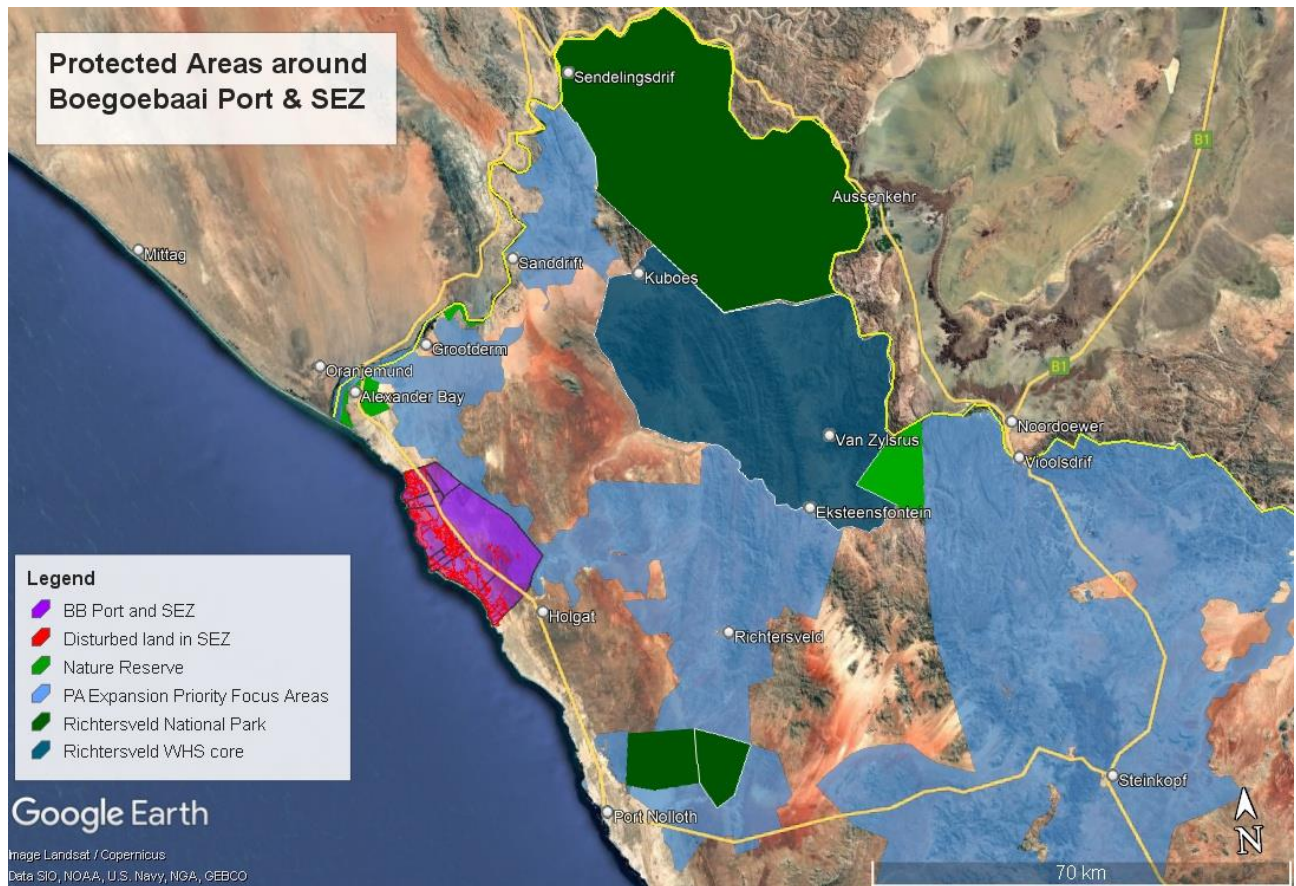 Protected Areas around
Boegoebaai Port & SEZ
Sendelingsdrif
B1
Aussenkehr
Mittag
Sanddrift
Kuboes
Grootderm
Oranjemund
Alexander Bay
B1
Noordoewer
Van Zylsrus
Vioolsdrif
Eksteensfontein
Legend
BB Port and SEZ
Disturbed land in SEZ
Nature Reserve
PA Expansion Priority Focus Areas
Richtersveld National Park
Richtersveld WHS core
Holgat
Richtersveld
Steinkopf
Port Nolloth
Google Earth
Image Landsat / Copernicus
Data SIO, NOAA, U.S. Navy, NGA, GEBCO
N
70 km